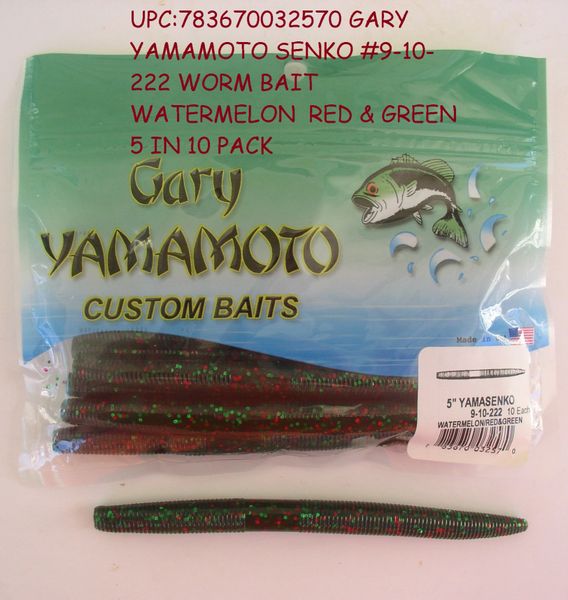 UPC:783670032570 GARY
YAMAMOTO SENKO #9-10-
222 WORM BAIT
WATERMELON RED & GREEN
5 IN 10 PACK
Gary
YAMAMOTO
CUSTOM BAITS
Made in
5" YAMASENKO
9-10-222 10 Each
WATERMELON/RED&GREEN